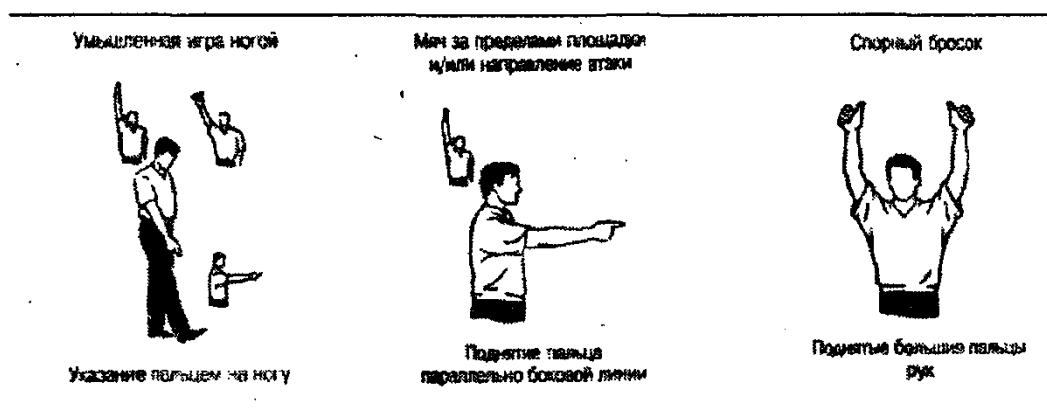 Умышленная игра ногой
Мяч за пределами площадки
и/или направление атаки
Спорный бросок
Указание пальцем на ногу
Поднятие пальца
параллельно боковой линии
Поднятые большие пальцы
рук